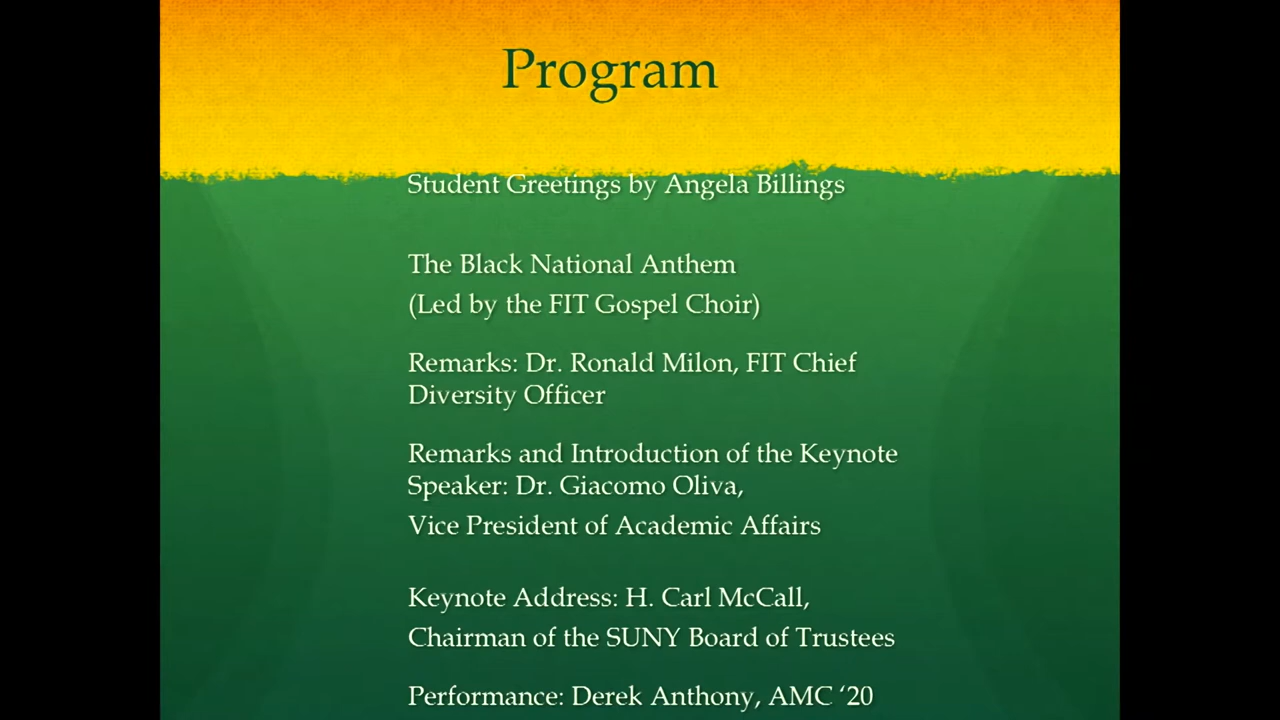 Program
Student Greetings by Angela Billings
The Black National Anthem
(Led by the FIT Gospel Choir)
Remarks: Dr. Ronald Milon, FIT Chief
Diversity Officer
Remarks and Introduction of the Keynote
Speaker: Dr. Giacomo Oliva,
Vice President of Academic Affairs
Keynote Address: H. Carl McCall,
Chairman of the SUNY Board of Trustees
Performance: Derek Anthony, AMC ‘20